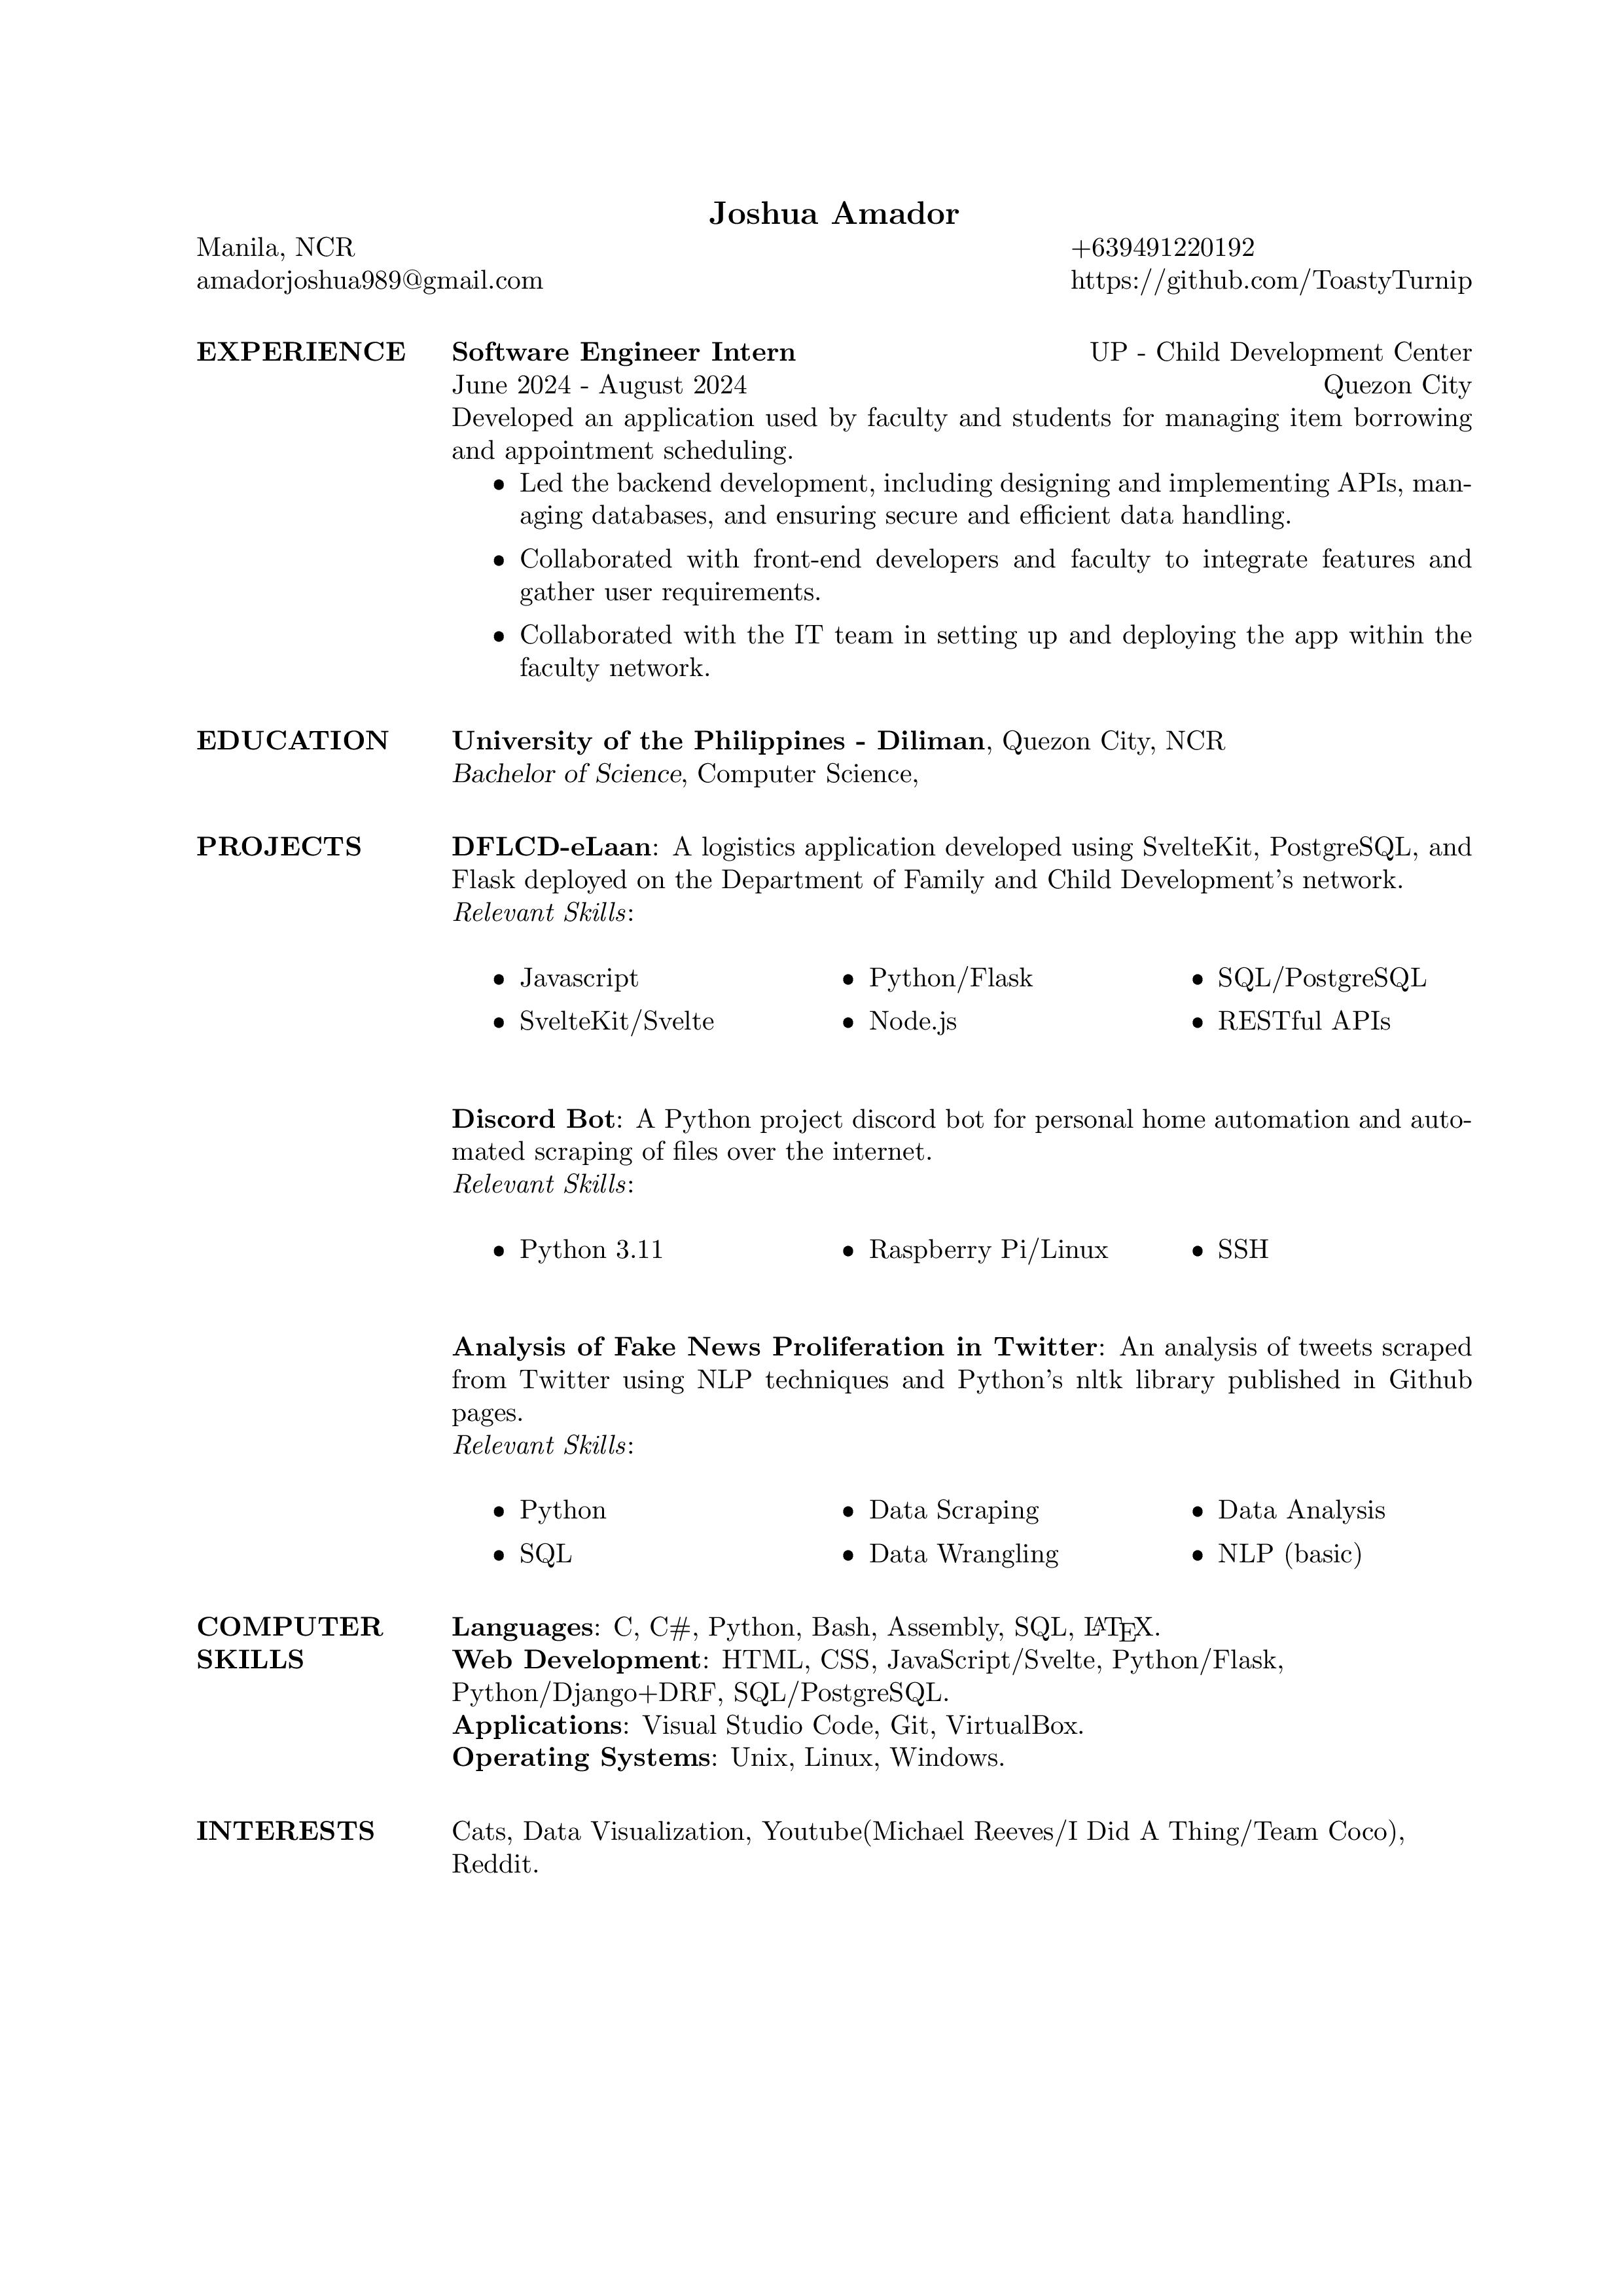 Joshua Amador
Manila, NCR +639491220192
amadorjoshua989@gmail.com https://github.com/ToastyTurnip
EXPERIENCE Software Engineer Intern UP - Child Development Center
June 2024 - August 2024 Quezon City
Developed an application used by faculty and students for managing item borrowing
and appointment scheduling.
• Led the backend development, including designing and implementing APIs, man-
aging databases, and ensuring secure and efficient data handling.
• Collaborated with front-end developers and faculty to integrate features and
gather user requirements.
• Collaborated with the IT team in setting up and deploying the app within the
faculty network.
EDUCATION University of the Philippines - Diliman, Quezon City, NCR
Bachelor of Science, Computer Science,
PROJECTS DFLCD-eLaan: A logistics application developed using SvelteKit, PostgreSQL, and
Flask deployed on the Department of Family and Child Development's network.
Relevant Skills:
• Javascript • Python/Flask • SQL/PostgreSQL
• SvelteKit/Svelte • Node.js • RESTful APIs
Discord Bot: A Python project discord bot for personal home automation and auto-
mated scraping of files over the internet.
Relevant Skills:
• Python 3.11 • Raspberry Pi/Linux • SSH
Analysis of Fake News Proliferation in Twitter: An analysis of tweets scraped
from Twitter using NLP techniques and Python's nltk library published in Github
pages.
Relevant Skills:
• Python • Data Scraping • Data Analysis
• SQL • Data Wrangling • NLP (basic)
COMPUTER Languages: C, C#, Python, Bash, Assembly, SQL, LATEX.
SKILLS Web Development: HTML, CSS, JavaScript/Svelte, Python/Flask,
Python/Django+DRF, SQL/PostgreSQL.
Applications: Visual Studio Code, Git, VirtualBox.
Operating Systems: Unix, Linux, Windows.
INTERESTS Cats, Data Visualization, Youtube(Michael Reeves/I Did A Thing/Team Coco),
Reddit.